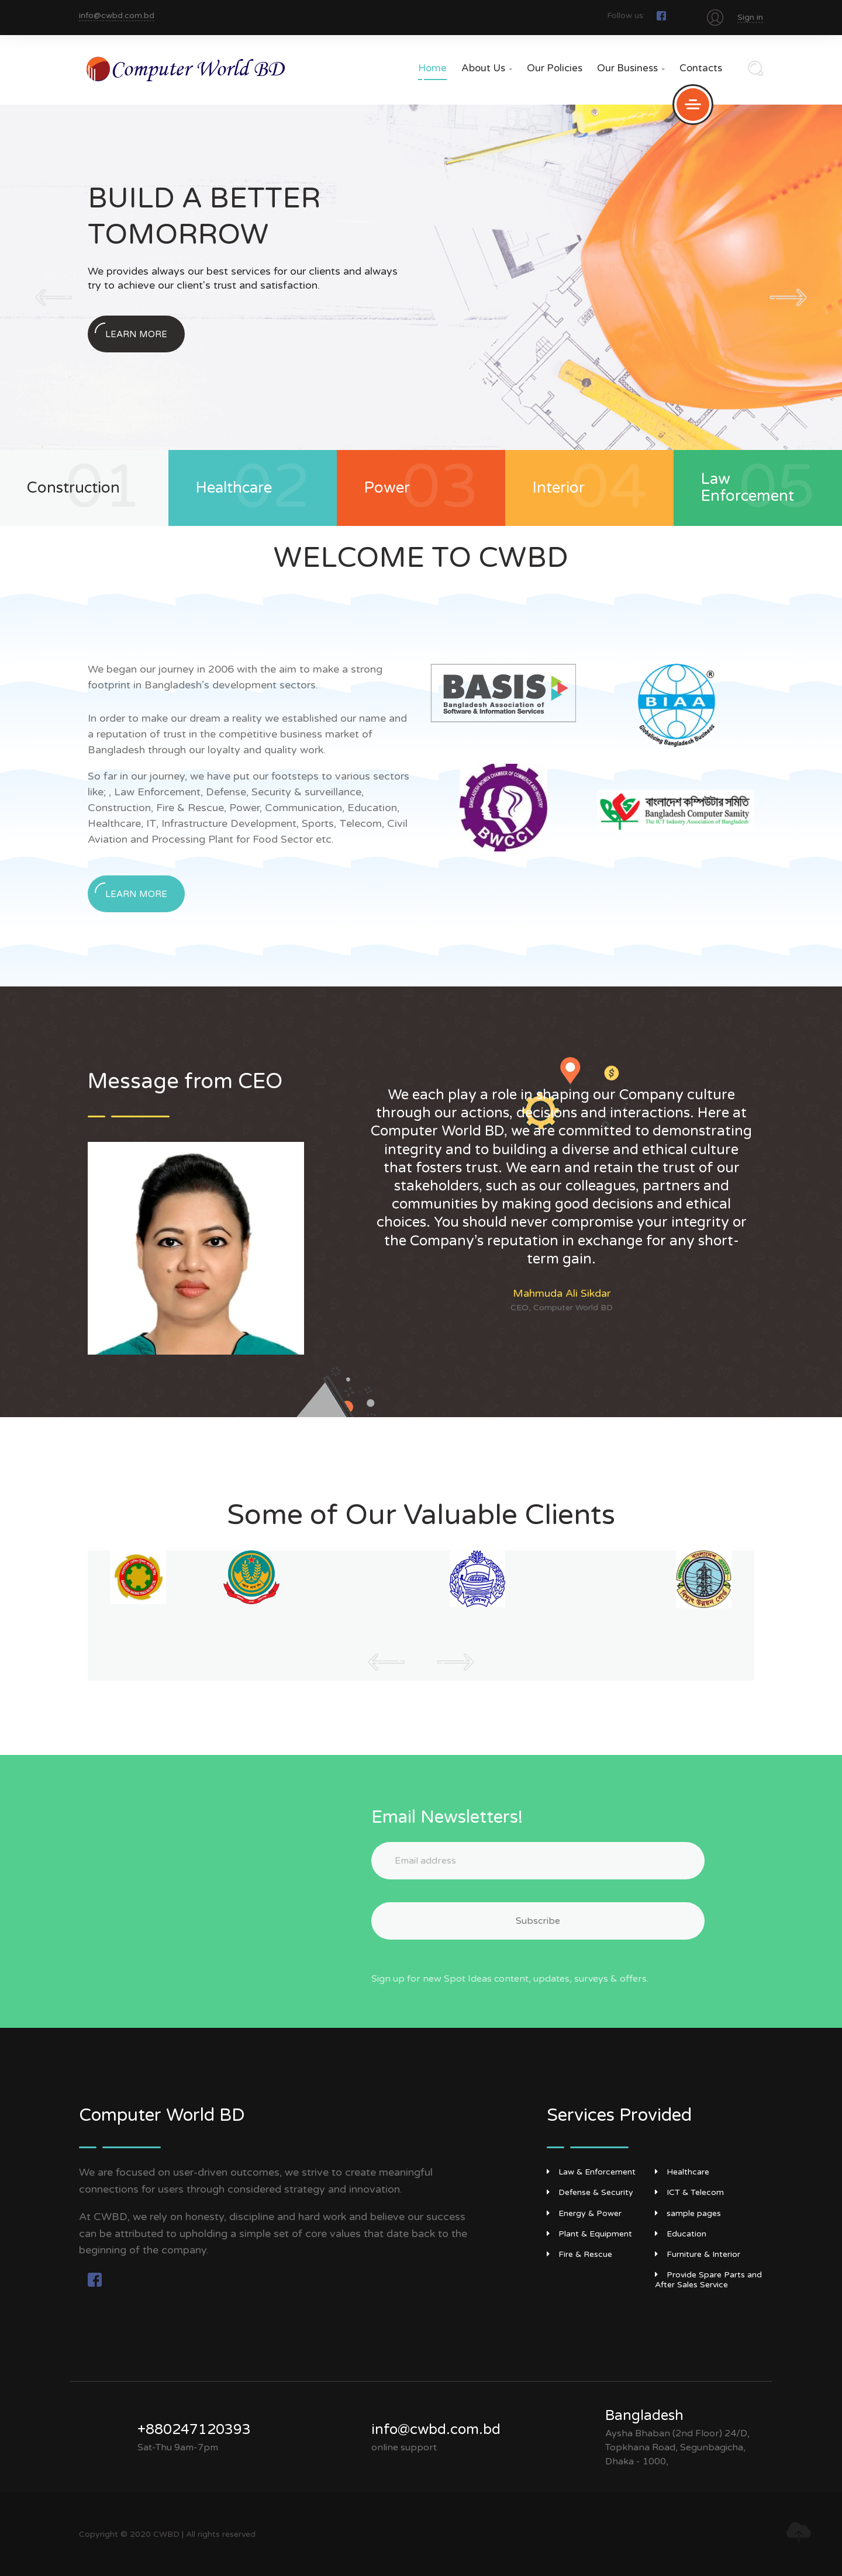 info@cwbd.com.bd
Follow us:
Sign in
Computer World BD
Home
About Us
Our Policies
Our Business
Contacts
BUILD A BETTER
TOMORROW
We provides always our best services for our clients and always
try to achieve our client's trust and satisfaction.
LEARN MORE
01
Construction
02
Healthcare
03
Power
04
Interior
05
Law
Enforcement
WELCOME TO CWBD
We began our journey in 2006 with the aim to make a strong
footprint in Bangladesh's development sectors.
In order to make our dream a reality we established our name and
a reputation of trust in the competitive business market of
Bangladesh through our loyalty and quality work.
So far in our journey, we have put our footsteps to various sectors
like; , Law Enforcement, Defense, Security & surveillance,
Construction, Fire & Rescue, Power, Communication, Education,
Healthcare, IT, Infrastructure Development, Sports, Telecom, Civil
Aviation and Processing Plant for Food Sector etc.
LEARN MORE
BASIS
Bangladesh Association of
Software & Information Services
®
BIAA
Globalizing Bangladesh Business
BANGLADESH WOMEN CHAMBER OF COMMERCE AND INDUSTRY
BWCCI
বাংলাদেশ কম্পিউটার সমিতি
Bangladesh Computer Samity
The ICT Industry Association of Bangladesh
Message from CEO
We each play a role in shaping our Company culture
through our actions, and interactions. Here at
Computer World BD, we are committed to demonstrating
integrity and to building a diverse and ethical culture
that fosters trust. We earn and retain the trust of our
stakeholders, such as our colleagues, partners and
communities by making good decisions and ethical
choices. You should never compromise your integrity or
the Company's reputation in exchange for any short-
term gain.
Mahmuda Ali Sikdar
CEO, Computer World BD
Some of Our Valuable Clients
Email Newsletters!
Email address
Subscribe
Sign up for new Spot Ideas content, updates, surveys & offers.
Computer World BD
We are focused on user-driven outcomes, we strive to create meaningful
connections for users through considered strategy and innovation.
At CWBD, we rely on honesty, discipline and hard work and believe our success
can be attributed to upholding a simple set of core values that date back to the
beginning of the company.
Services Provided
Law & Enforcement
Defense & Security
Energy & Power
Plant & Equipment
Fire & Rescue
Healthcare
ICT & Telecom
sample pages
Education
Furniture & Interior
Provide Spare Parts and
After Sales Service
+880247120393
Sat-Thu 9am-7pm
info@cwbd.com.bd
online support
Bangladesh
Aysha Bhaban (2nd Floor) 24/D,
Topkhana Road, Segunbagicha,
Dhaka - 1000,
Copyright © 2020 CWBD | All rights reserved